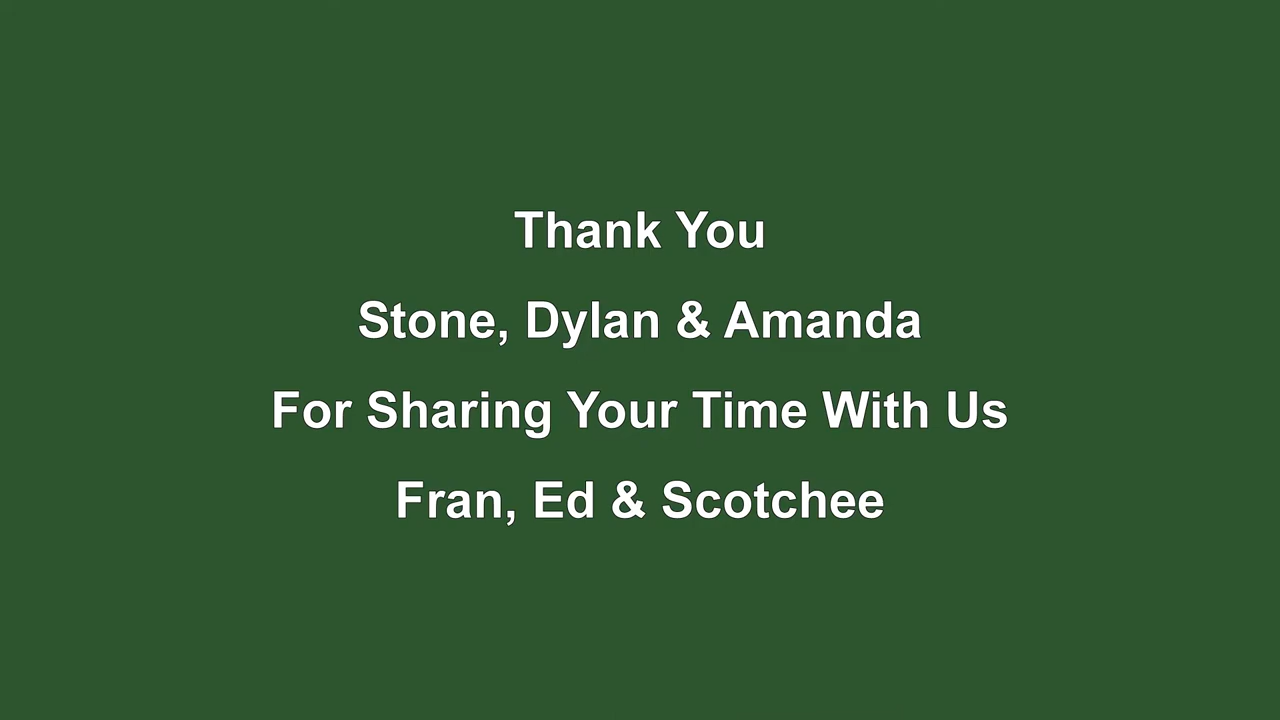 Thank You
Stone, Dylan & Amanda
For Sharing Your Time With Us
Fran, Ed & Scotchee